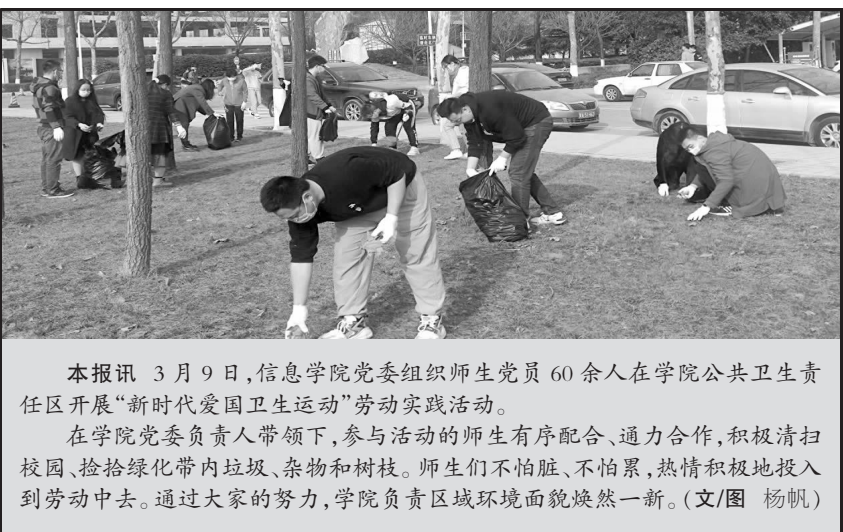 本报讯 3月9日,信息学院党委组织师生党员60余人在学院公共卫生责
任区开展“新时代爱国卫生运动”劳动实践活动。
在学院党委负责人带领下,参与活动的师生有序配合、通力合作,积极清扫
校园、捡拾绿化带内垃圾、杂物和树枝。师生们不怕脏、不怕累,热情积极地投入
到劳动中去。通过大家的努力,学院负责区域环境面貌焕然一新。(文/图 杨帆)